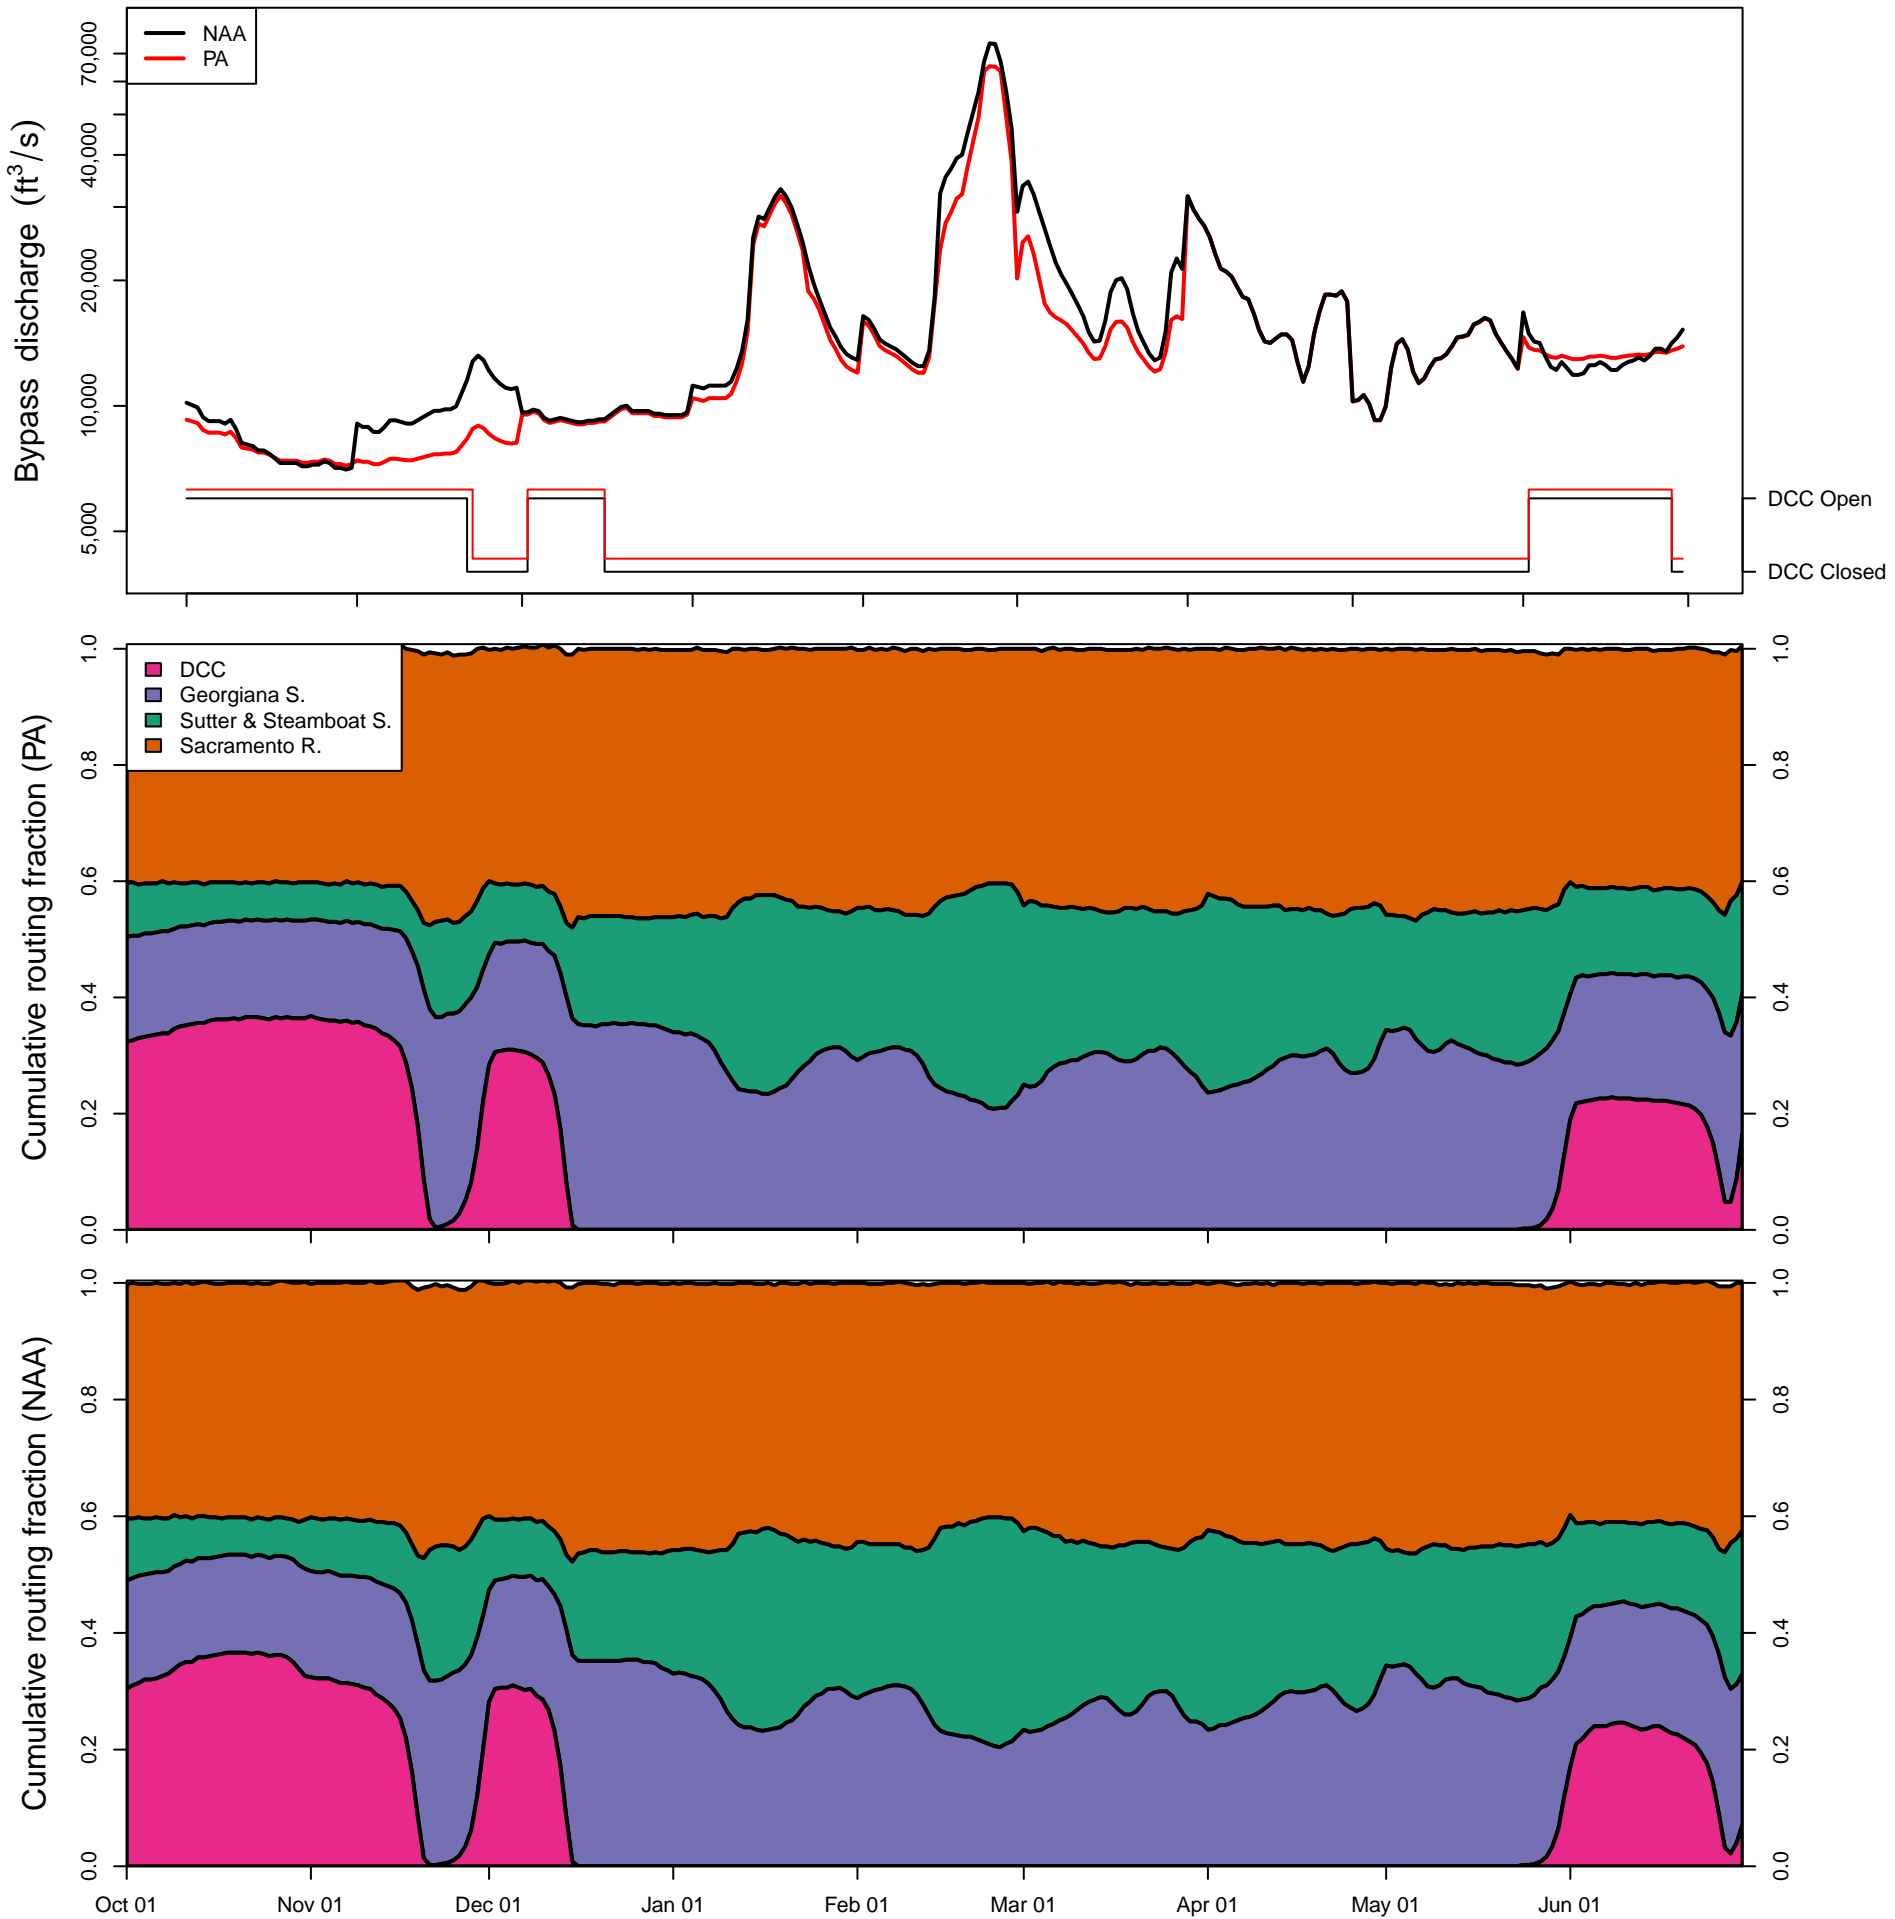 NAA
PA
Bypass discharge (ft³/s)
70,000
40,000
20,000
10,000
5,000
DCC Open
DCC Closed
DCC
Georgiana S.
Sutter & Steamboat S.
Sacramento R.
Cumulative routing fraction (PA)
1.0
0.8
0.6
0.4
0.2
0.0
1.0
0.8
0.6
0.4
0.2
0.0
Cumulative routing fraction (NAA)
1.0
0.8
0.6
0.4
0.2
0.0
1.0
0.8
0.6
0.4
0.2
0.0
Oct 01 Nov 01 Dec 01 Jan 01 Feb 01 Mar 01 Apr 01 May 01 Jun 01